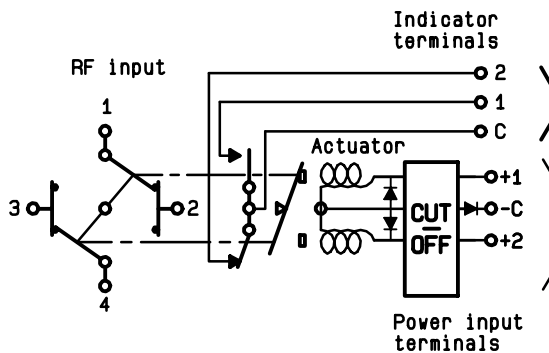 Indicator
terminals
RF input
2
1
C
1
Actuator
3
2
4
CUT
OFF
+1
-C
+2
Power input
terminals